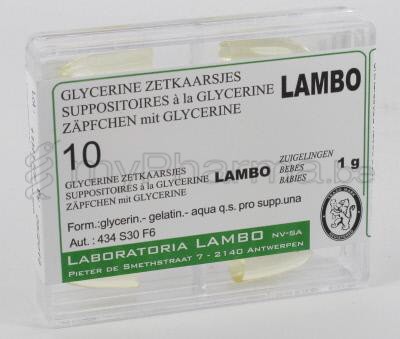 GLYCERINE ZETKAARSJES
SUPPOSITOIRES à la GLYCERINE LAMBO
ZÄPFCHEN mit GLYCERINE
10
GLYCERINE ZETKAARSJES
SUPPOSITOIRES à la GLYCERINE LAMBO
ZÄPFCHEN mit GLYCERINE
ZUIGELINGEN
BEBES
BABIES
1 g
Form.:glycerin.- gelatin.- aqua q.s. pro supp.una
Aut.: 434 S30 F6
LABORATORIA LAMBO NV-SA
PIETER DE SMETHSTRAAT 7 - 2140 ANTWERPEN
myPharma.be